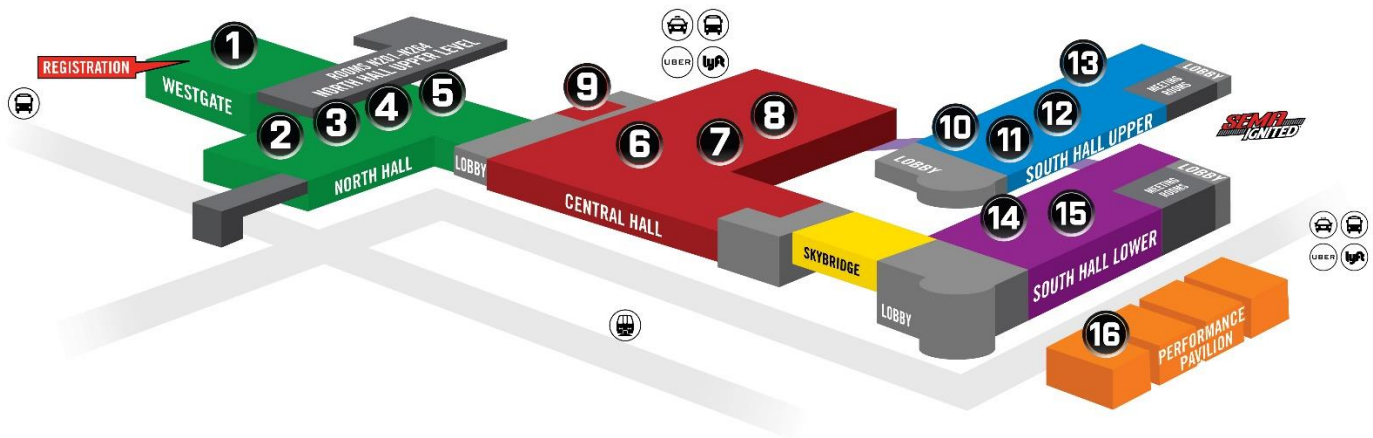 1
REGISTRATION
WESTGATE
ROOMS N201-N264
NORTH HALL UPPER LEVEL
2
3
4
5
NORTH HALL
LOBBY
9
6
7
8
CENTRAL HALL
UBER
lyft
SKYBRIDGE
13
10
11
12
LOBBY
SOUTH HALL UPPER
MEETING
ROOMS
LOBBY
SEMA
IGNITED
14
15
LOBBY
SOUTH HALL LOWER
MEETING
ROOMS
LOBBY
UBER
lyft
16
PERFORMANCE
PAVILION